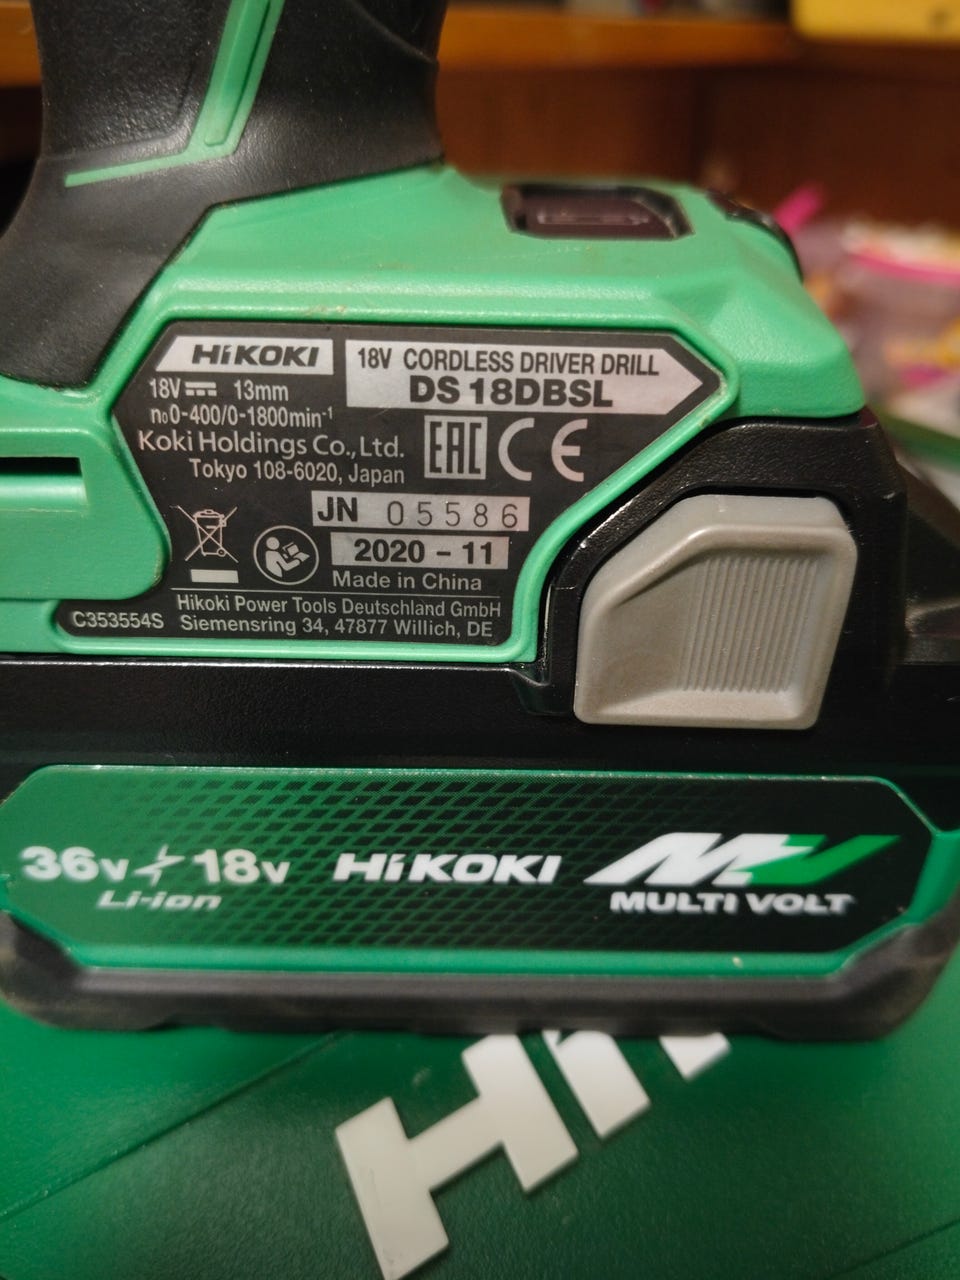 HiKOKI
18V CORDLESS DRIVER DRILL
DS 18DBSL
18V 13mm
n₀0-400/0-1800min⁻¹
Koki Holdings Co., Ltd.
Tokyo 108-6020, Japan
EAC CE
JN 05586
2020 - 11
Made in China
Hikoki Power Tools Deutschland GmbH
Siemensring 34, 47877 Willich, DE
C353554S
36V 18V
Li-ion
HiKOKI
MV
MULTI VOLT